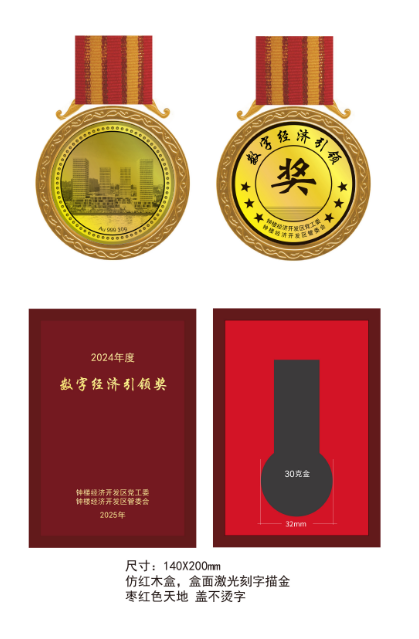 Au 999 30g
数字经济引领
奖
钟楼经济开发区党工委
钟楼经济开发区管委会
2024年度
数字经济引领奖
钟楼经济开发区党工委
钟楼经济开发区管委会
2025年
30克金
32mm
尺寸：140X200mm
仿红木盒，盒面激光刻字描金
枣红色天地 盖不烫字